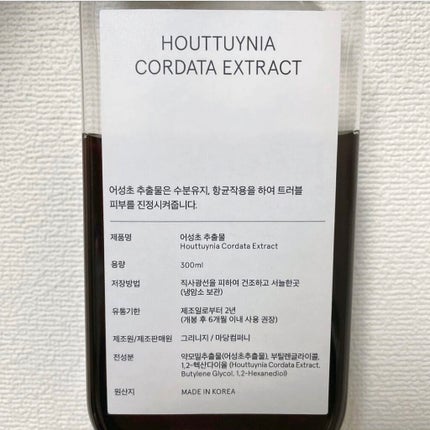 HOUTTUYNIA
CORDATA EXTRACT
어성초 추출물은 수분유지, 항균작용을 하여 트러블
피부를 진정시켜줍니다.
제품명 어성초 추출물
Houttuynia Cordata Extract
용량 300ml
저장방법 직사광선을 피하여 건조하고 서늘한곳
(냉암소 보관)
유통기한 제조일로부터 2년
(개봉 후 6개월 이내 사용 권장)
제조원/제조판매원 그리니지 / 마당컴퍼니
전성분 약모밀추출물(어성초추출물), 부틸렌글라이콜,
1,2-헥산다이올 (Houttuynia Cordata Extract,
Butylene Glycol, 1,2-Hexanediol)
원산지 MADE IN KOREA